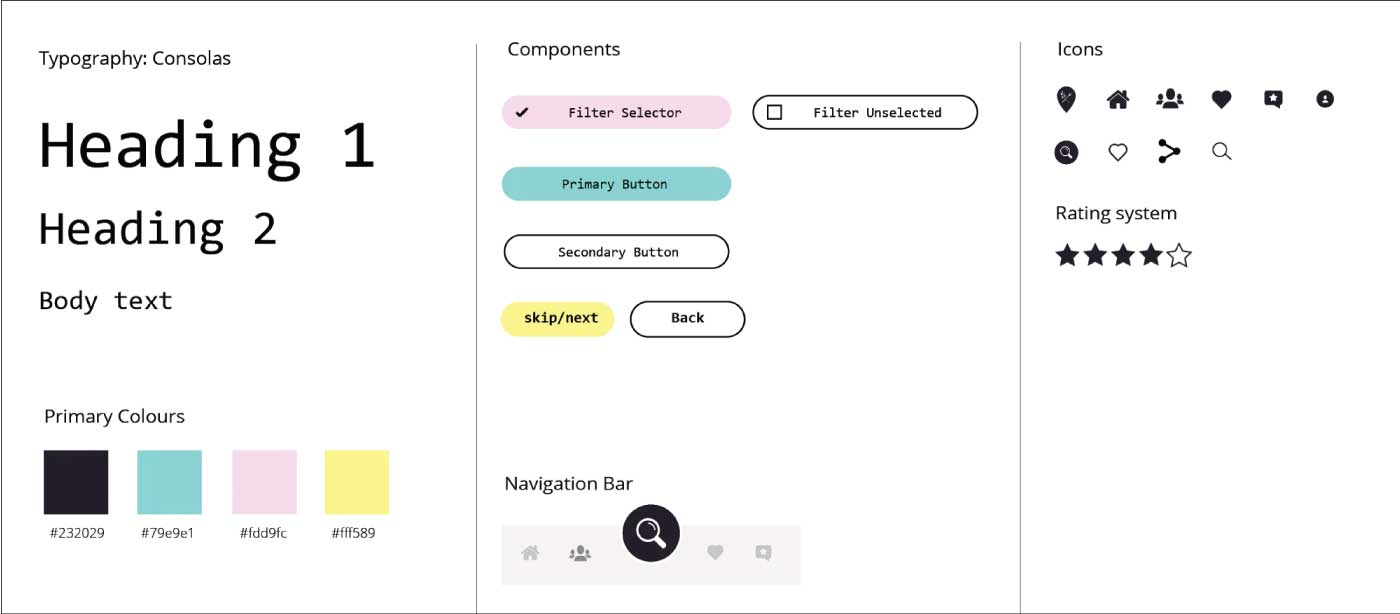 Typography: Consolas
Heading 1
Heading 2
Body text
Primary Colours
#232029 #79e9e1 #fdd9fc #fff589
Components
Filter Selector Filter Unselected
Primary Button
Secondary Button
skip/next Back
Navigation Bar
Icons
Rating system